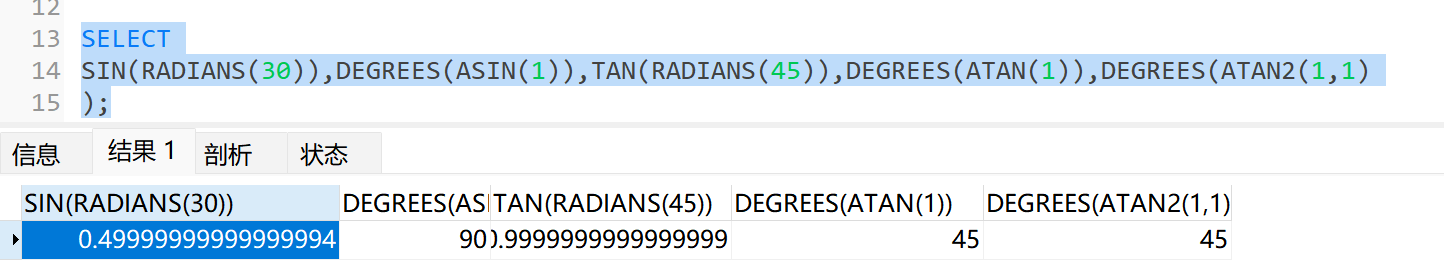 12
13 SELECT
14 SIN(RADIANS(30)),DEGREES(ASIN(1)),TAN(RADIANS(45)),DEGREES(ATAN(1)),DEGREES(ATAN2(1,1)
15 );
信息 结果 1 剖析 状态
SIN(RADIANS(30)) DEGREES(ASI TAN(RADIANS(45)) DEGREES(ATAN(1)) DEGREES(ATAN2(1,1)
0.49999999999999994 90 0.9999999999999999 45 45